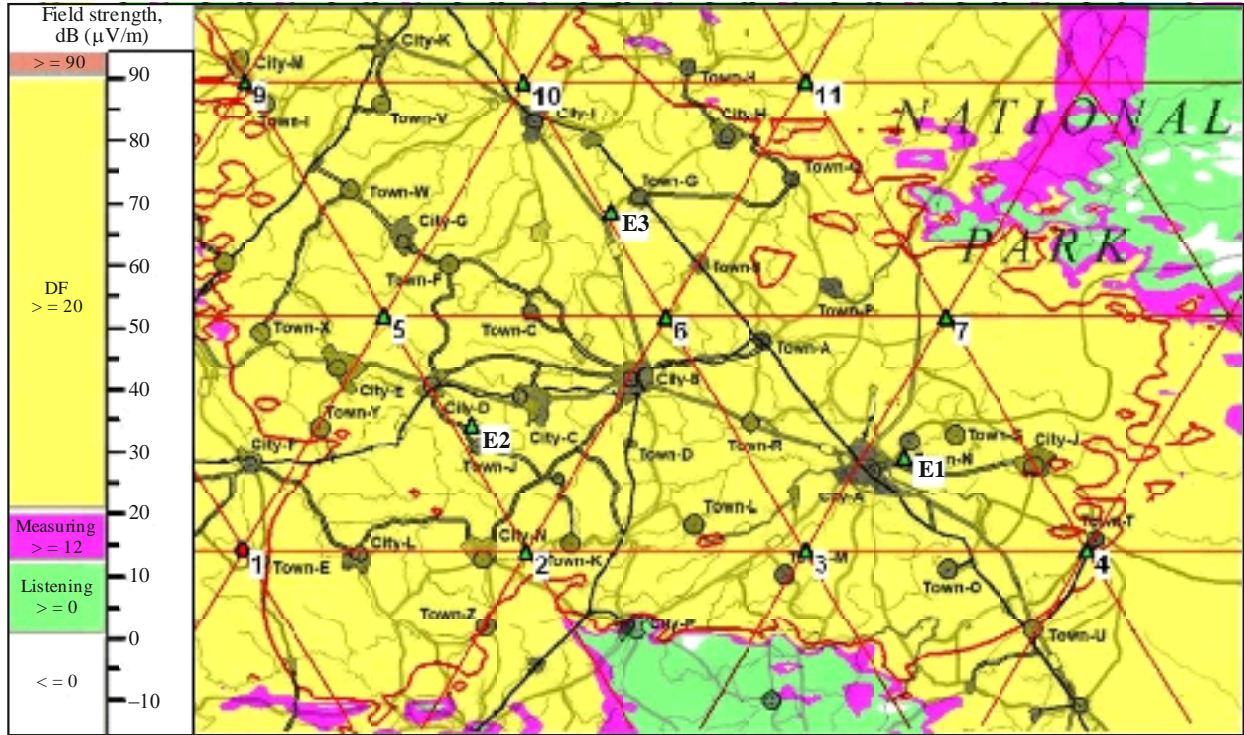 Field strength,
dB (µV/m)
> = 90
90
80
70
60
50
40
30
20
10
0
–10
DF
> = 20
Measuring
> = 12
Listening
> = 0
< = 0
City-K
City-M
9
10
11
Town-H
City-H
Town-I
Town-V
City-I
NATIONAL
PARK
Town-Q
Town-W
Town-G
City-G
E3
Town-F
Town-P
Town-X
5
Town-C
6
7
Town-A
City-B
City-E
City-D
Town-Y
E2
City-C
Town-R
City-J
City-F
Town-J
Town-D
E1
City-A
Town-L
1
Town-E
City-L
City-N
Town-K
2
3
4
Town-O
Town-Z
City-P
Town-U